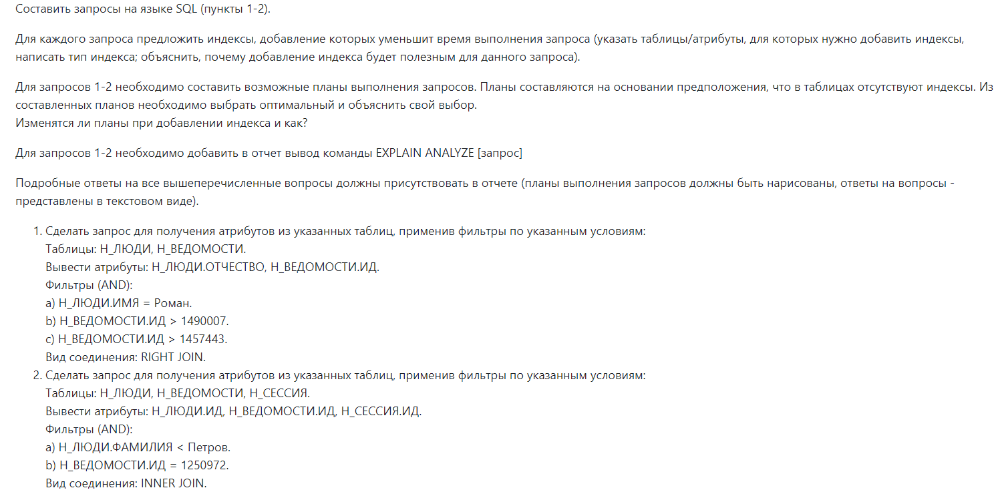 Составить запросы на языке SQL (пункты 1-2).
Для каждого запроса предложить индексы, добавление которых уменьшит время выполнения запроса (указать таблицы/атрибуты, для которых нужно добавить индексы,
написать тип индекса; объяснить, почему добавление индекса будет полезным для данного запроса).
Для запросов 1-2 необходимо составить возможные планы выполнения запросов. Планы составляются на основании предположения, что в таблицах отсутствуют индексы. Из
составленных планов необходимо выбрать оптимальный и объяснить свой выбор.
Изменятся ли планы при добавлении индекса и как?
Для запросов 1-2 необходимо добавить в отчет вывод команды EXPLAIN ANALYZE [запрос]
Подробные ответы на все вышеперечисленные вопросы должны присутствовать в отчете (планы выполнения запросов должны быть нарисованы, ответы на вопросы -
представлены в текстовом виде).
1. Сделать запрос для получения атрибутов из указанных таблиц, применив фильтры по указанным условиям:
Таблицы: Н_ЛЮДИ, Н_ВЕДОМОСТИ.
Вывести атрибуты: Н_ЛЮДИ.ОТЧЕСТВО, Н_ВЕДОМОСТИ.ИД.
Фильтры (AND):
a) Н_ЛЮДИ.ИМЯ = Роман.
b) Н_ВЕДОМОСТИ.ИД > 1490007.
c) Н_ВЕДОМОСТИ.ИД > 1457443.
Вид соединения: RIGHT JOIN.
2. Сделать запрос для получения атрибутов из указанных таблиц, применив фильтры по указанным условиям:
Таблицы: Н_ЛЮДИ, Н_ВЕДОМОСТИ, Н_СЕССИЯ.
Вывести атрибуты: Н_ЛЮДИ.ИД, Н_ВЕДОМОСТИ.ИД, Н_СЕССИЯ.ИД.
Фильтры (AND):
a) Н_ЛЮДИ.ФАМИЛИЯ < Петров.
b) Н_ВЕДОМОСТИ.ИД = 1250972.
Вид соединения: INNER JOIN.